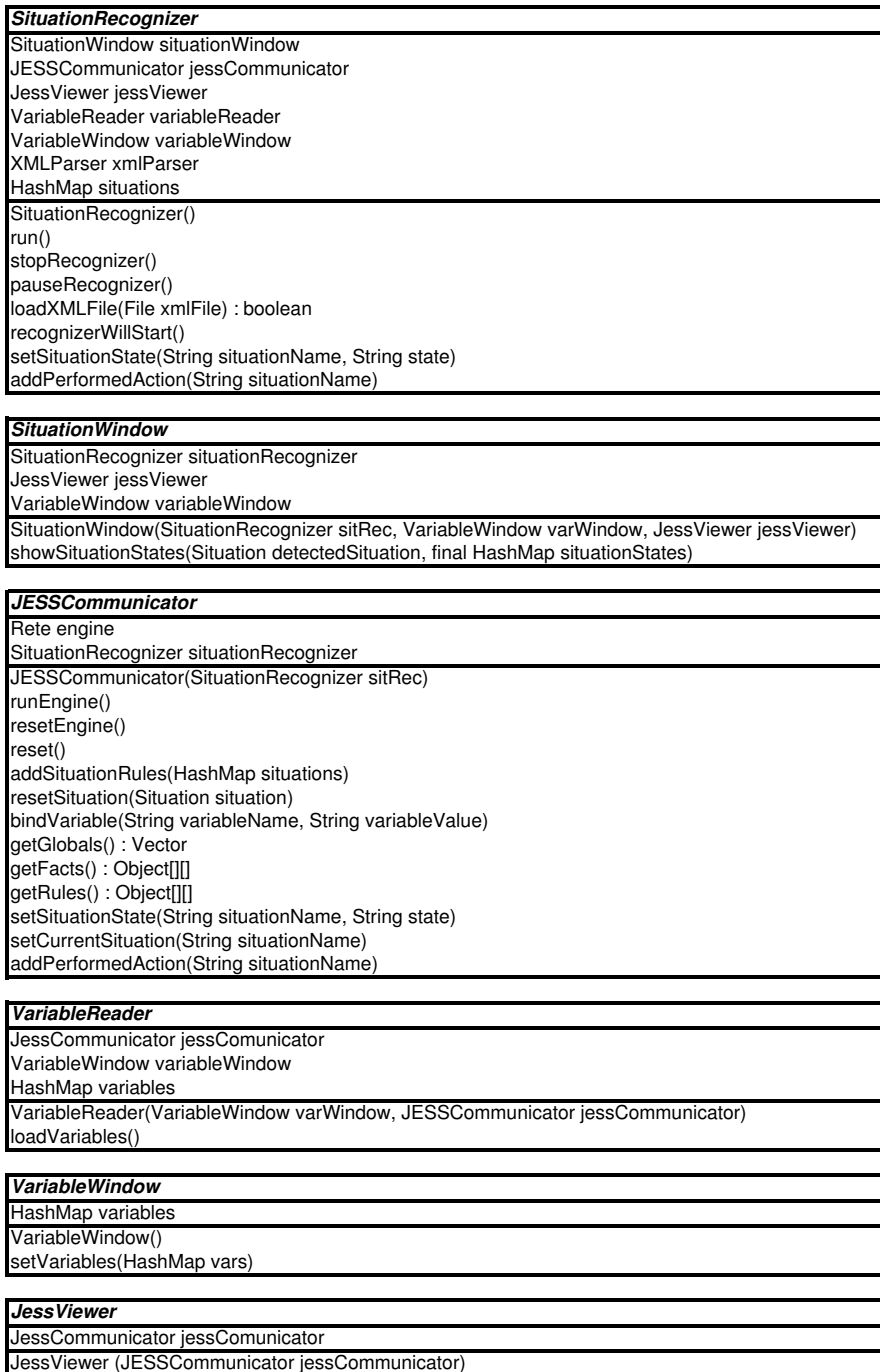 SituationRecognizer
SituationWindow situationWindow
JESSCommunicator jessCommunicator
JessViewer jessViewer
VariableReader variableReader
VariableWindow variableWindow
XMLParser xmlParser
HashMap situations
SituationRecognizer()
run()
stopRecognizer()
pauseRecognizer()
loadXMLFile(File xmlFile) : boolean
recognizerWillStart()
setSituationState(String situationName, String state)
addPerformedAction(String situationName)
SituationWindow
SituationRecognizer situationRecognizer
JessViewer jessViewer
VariableWindow variableWindow
SituationWindow(SituationRecognizer sitRec, VariableWindow varWindow, JessViewer jessViewer)
showSituationStates(Situation detectedSituation, final HashMap situationStates)
JESSCommunicator
Rete engine
SituationRecognizer situationRecognizer
JESSCommunicator(SituationRecognizer sitRec)
runEngine()
resetEngine()
reset()
addSituationRules(HashMap situations)
resetSituation(Situation situation)
bindVariable(String variableName, String variableValue)
getGlobals() : Vector
getFacts() : Object[][]
getRules() : Object[][]
setSituationState(String situationName, String state)
setCurrentSituation(String situationName)
addPerformedAction(String situationName)
VariableReader
JessCommunicator jessComunicator
VariableWindow variableWindow
HashMap variables
VariableReader(VariableWindow varWindow, JESSCommunicator jessCommunicator)
loadVariables()
VariableWindow
HashMap variables
VariableWindow()
setVariables(HashMap vars)
JessViewer
JessCommunicator jessComunicator
JessViewer (JESSCommunicator jessCommunicator)